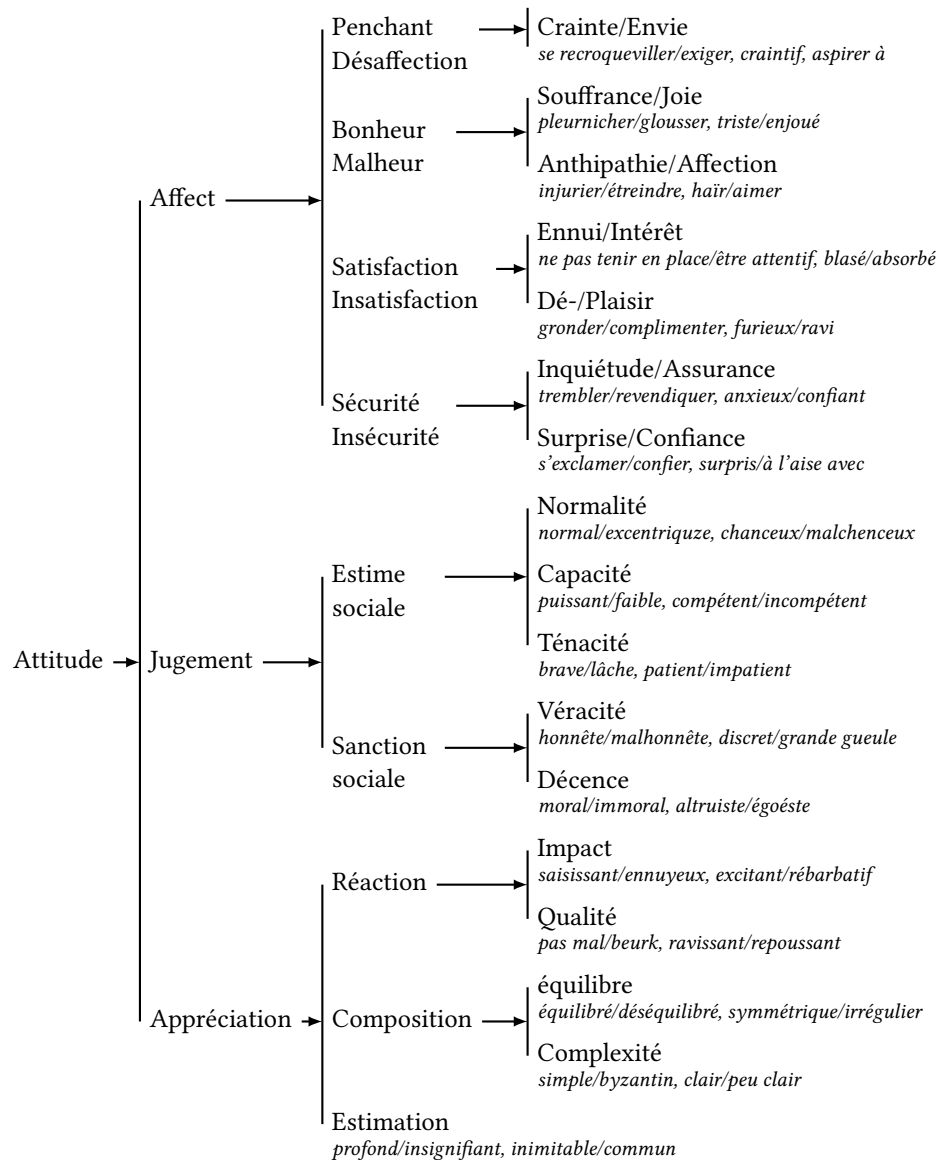 Penchant
Désaffection
Crainte/Envie
se recroqueviller/exiger, craintif, aspirer à
Bonheur
Malheur
Souffrance/Joie
pleurnicher/glousser, triste/enjoué
Anthipathie/Affection
injurier/étreindre, haïr/aimer
Affect
Satisfaction
Insatisfaction
Ennui/Intérêt
ne pas tenir en place/être attentif, blasé/absorbé
Dé-/Plaisir
gronder/complimenter, furieux/ravi
Sécurité
Insécurité
Inquiétude/Assurance
trembler/revendiquer, anxieux/confiant
Surprise/Confiance
s'exclamer/confier, surpris/à l'aise avec
Attitude
Jugement
Estime
sociale
Normalité
normal/excentriquze, chanceux/malchenceux
Capacité
puissant/faible, compétent/incompétent
Ténacité
brave/lâche, patient/impatient
Sanction
sociale
Véracité
honnête/malhonnête, discret/grande gueule
Décence
moral/immoral, altruiste/égoéste
Appréciation
Réaction
Impact
saisissant/ennuyeux, excitant/rébarbatif
Qualité
pas mal/beurk, ravissant/repoussant
Composition
équilibre
équilibré/déséquilibré, symmétrique/irrégulier
Complexité
simple/byzantin, clair/peu clair
Estimation
profond/insignifiant, inimitable/commun